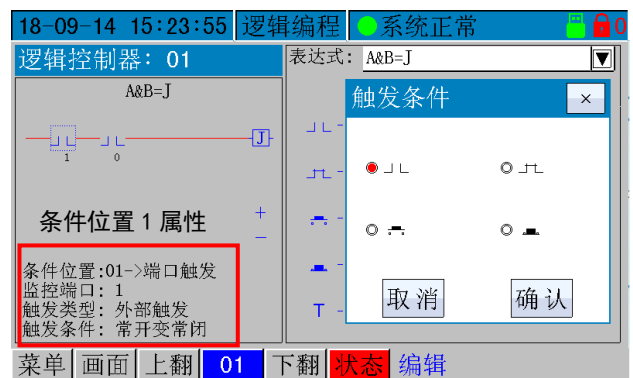 18-09-14 15:23:55 逻辑编程 系统正常 0
逻辑控制器: 01
表达式: A&B=J
A&B=J
触发条件 ×
J
1 0
条件位置 1 属性
+
-
条件位置:01->端口触发
监控端口: 1
触发类型: 外部触发
触发条件: 常开变常闭
T
取消 确认
菜单 画面 上翻 01 下翻 状态 编辑